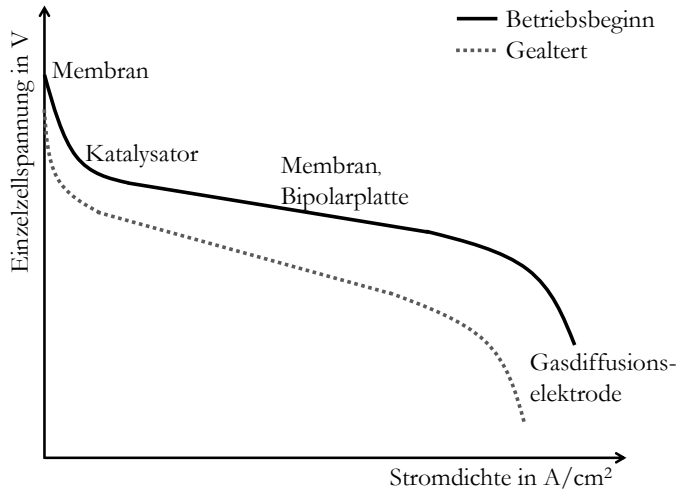 Betriebsbeginn
Gealtert
Einzelzellspannung in V
Membran
Katalysator
Membran,
Bipolarplatte
Gasdiffusions-
elektrode
Stromdichte in A/cm²